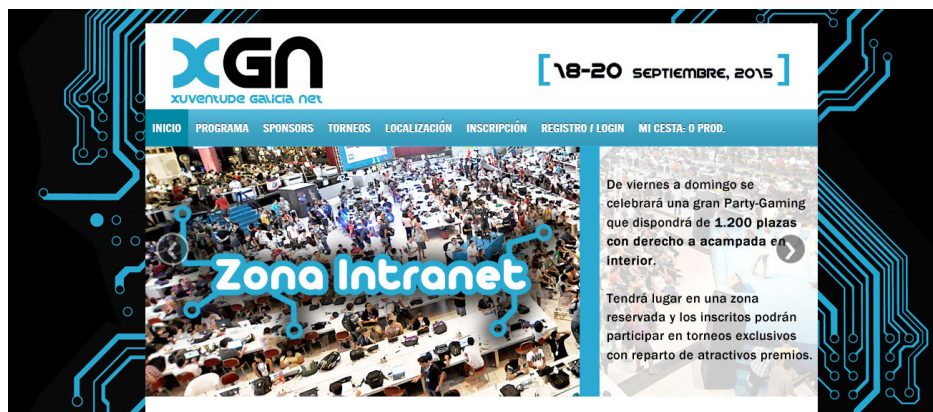 XGN
xuventude galicia net
[18-20 septiembre, 2015]
INICIO PROGRAMA SPONSORS TORNEOS LOCALIZACIÓN INSCRIPCIÓN REGISTRO / LOGIN MI CESTA: 0 PROD.
Zona Intranet
De viernes a domingo se
celebrará una gran Party-Gaming
que dispondrá de 1.200 plazas
con derecho a acampada en
interior.
Tendrá lugar en una zona
reservada y los inscritos podrán
participar en torneos exclusivos
con reparto de atractivos premios.